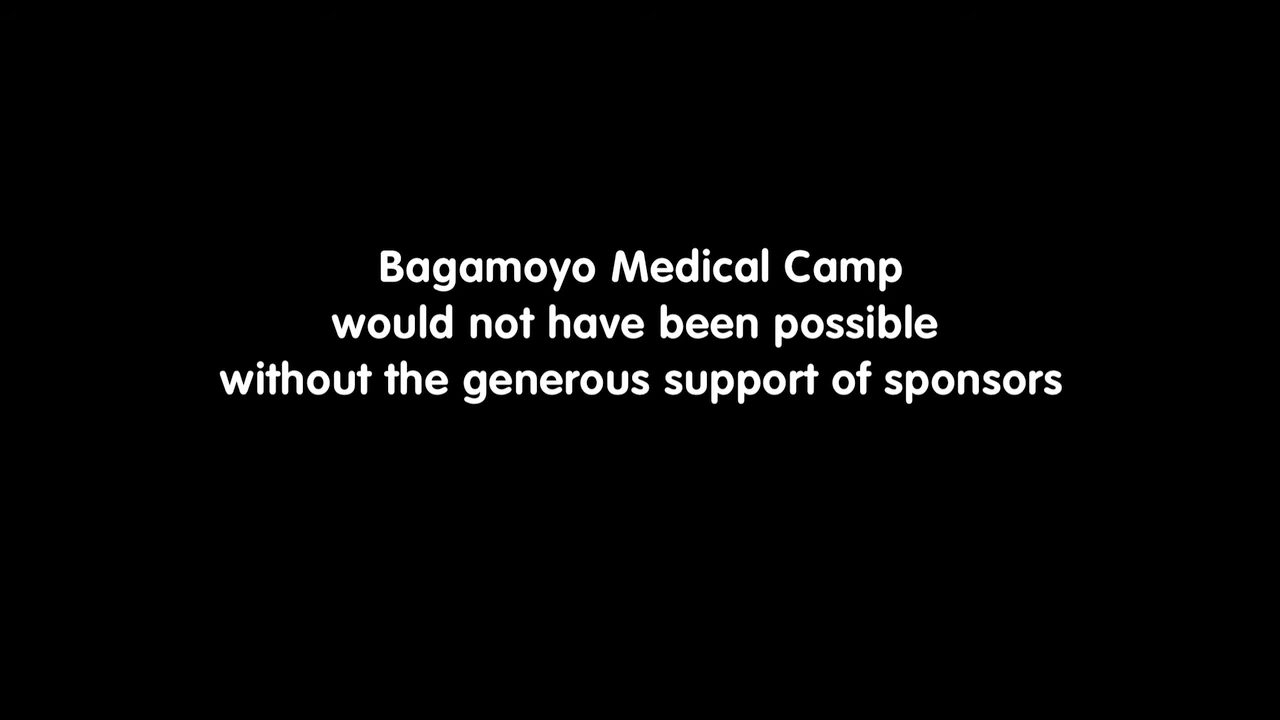 Bagamoyo Medical Camp
would not have been possible
without the generous support of sponsors